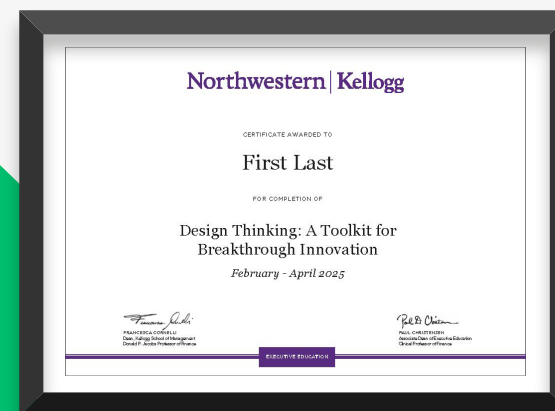 Northwestern | Kellogg
CERTIFICATE AWARDED TO
First Last
FOR COMPLETION OF
Design Thinking: A Toolkit for
Breakthrough Innovation
February - April 2025
FRANCESCA CORNELLI
Dean, Kellogg School of Management
Donald P. Jacobs Professor of Finance
PAUL CHRISTENSEN
Associate Dean of Executive Education
Clinical Professor of Finance
EXECUTIVE EDUCATION